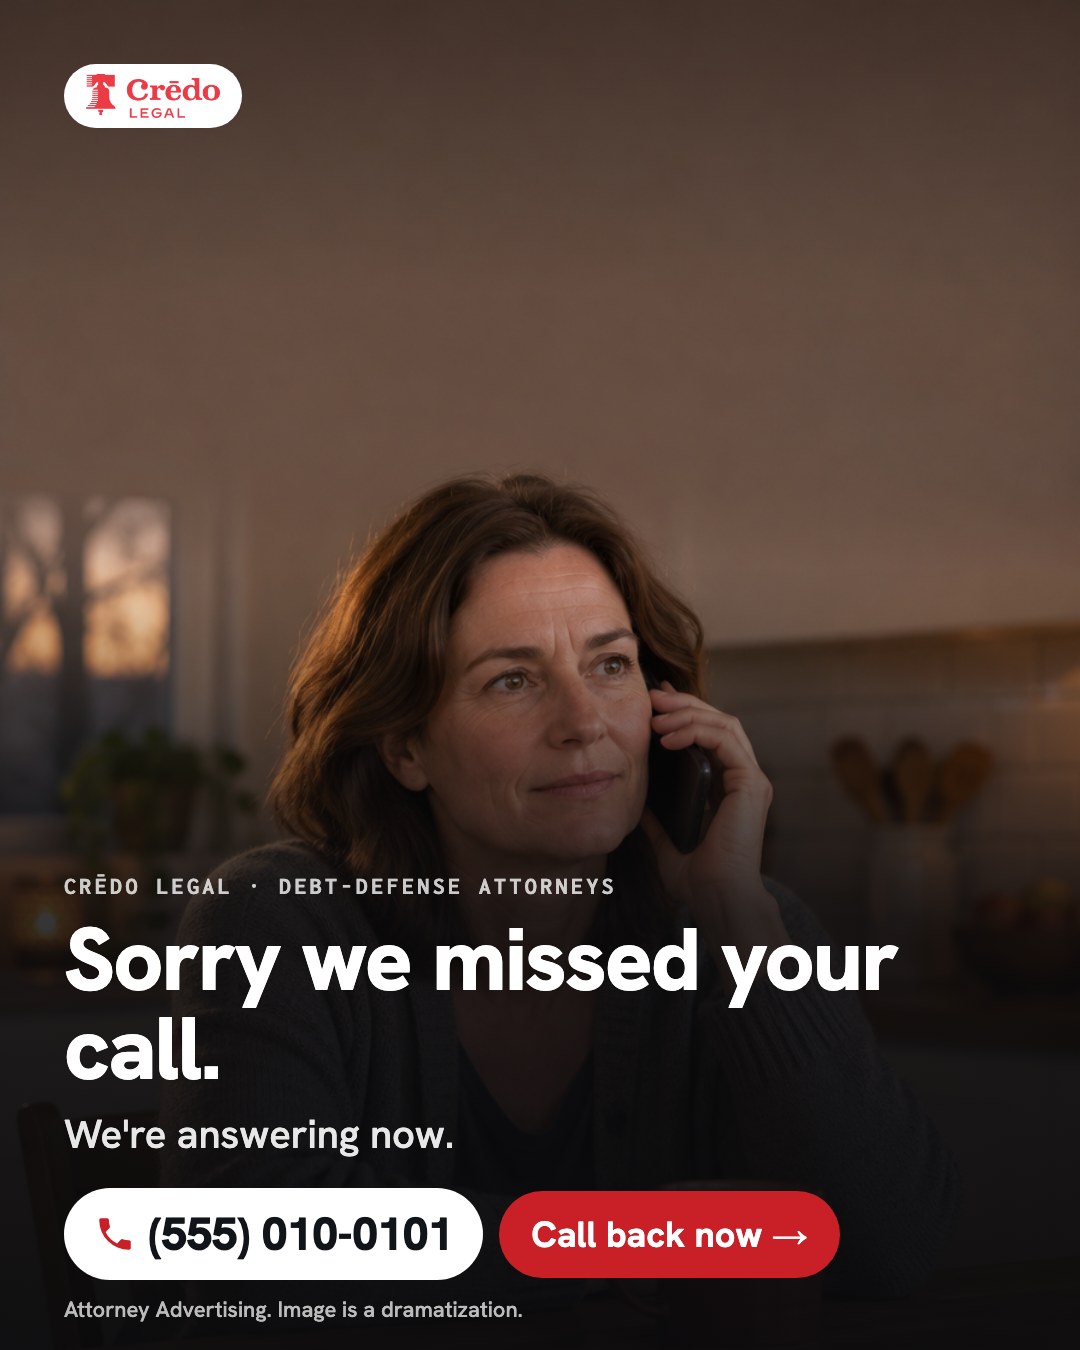 Crēdo
LEGAL
CRĒDO LEGAL · DEBT-DEFENSE ATTORNEYS
Sorry we missed your
call.
We're answering now.
(555) 010-0101
Call back now →
Attorney Advertising. Image is a dramatization.